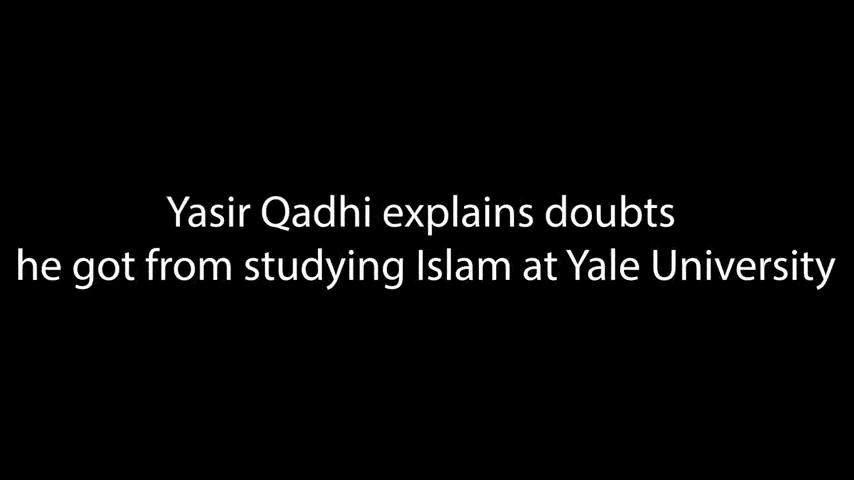 Yasir Qadhi explains doubts
he got from studying Islam at Yale University